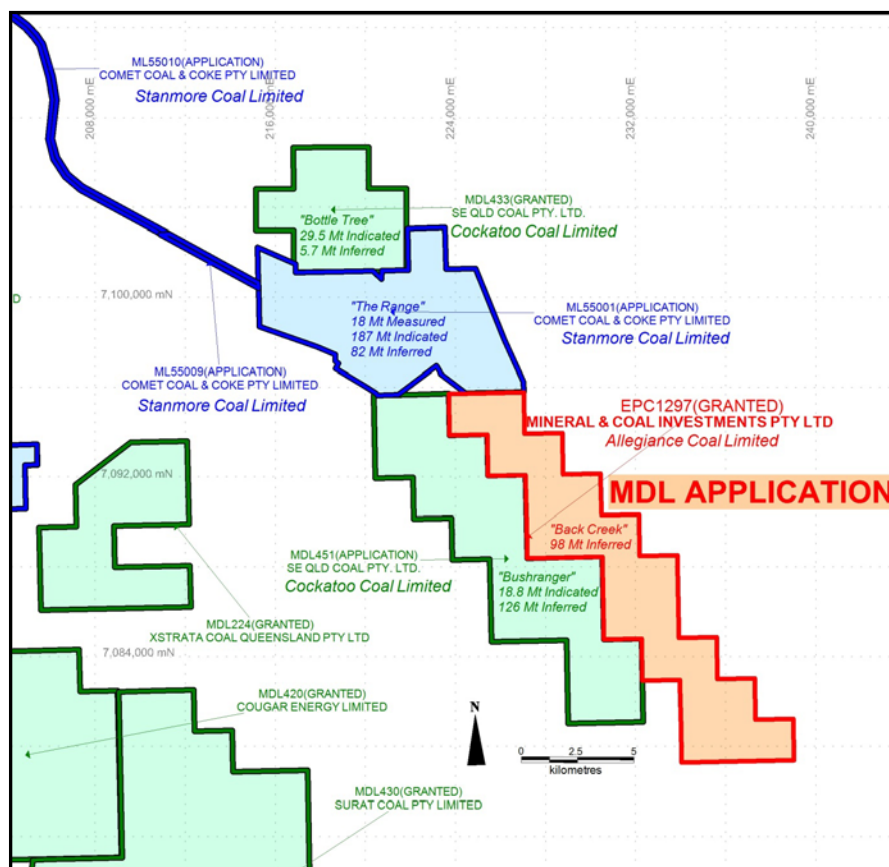 ML55010(APPLICATION)
COMET COAL & COKE PTY LIMITED
Stanmore Coal Limited
208,000 mE
216,000 mE
224,000 mE
232,000 mE
240,000 mE
MDL433(GRANTED)
SE QLD COAL PTY. LTD.
Cockatoo Coal Limited
"Bottle Tree"
29.5 Mt Indicated
5.7 Mt Inferred
7,100,000 mN
D
"The Range"
18 Mt Measured
187 Mt Indicated
82 Mt Inferred
ML55001(APPLICATION)
COMET COAL & COKE PTY LIMITED
Stanmore Coal Limited
ML55009(APPLICATION)
COMET COAL & COKE PTY LIMITED
Stanmore Coal Limited
EPC1297(GRANTED)
MINERAL & COAL INVESTMENTS PTY LTD
Allegiance Coal Limited
7,092,000 mN
MDL APPLICATION
"Back Creek"
98 Mt Inferred
MDL451(APPLICATION)
SE QLD COAL PTY. LTD.
Cockatoo Coal Limited
"Bushranger"
18.8 Mt Indicated
126 Mt Inferred
MDL224(GRANTED)
XSTRATA COAL QUEENSLAND PTY LTD
7,084,000 mN
MDL420(GRANTED)
COUGAR ENERGY LIMITED
N
0 2.5 5
kilometres
MDL430(GRANTED)
SURAT COAL PTY LIMITED